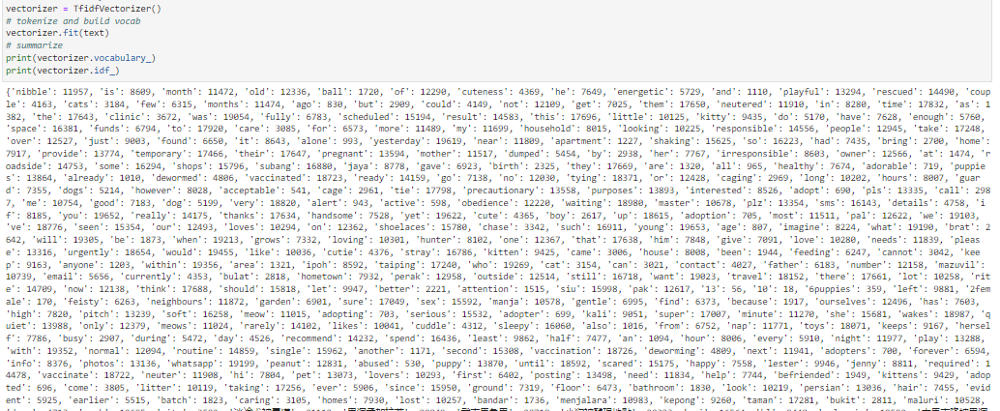 vectorizer = TfidfVectorizer()
# tokenize and build vocab
vectorizer.fit(text)
# summarize
print(vectorizer.vocabulary_)
print(vectorizer.idf_)
{'nibble': 11957, 'is': 8609, 'month': 11472, 'old': 12336, 'ball': 1720, 'of': 12290, 'cuteness': 4369, 'he': 7649, 'energetic': 5729, 'and': 1110, 'playful': 13294, 'rescued': 14490, 'coup
le': 4163, 'cats': 3184, 'few': 6315, 'months': 11474, 'ago': 830, 'but': 2909, 'could': 4149, 'not': 12109, 'get': 7025, 'them': 17650, 'neutered': 11910, 'in': 8280, 'time': 17832, 'as': 1
382, 'the': 17643, 'clinic': 3672, 'was': 19054, 'fully': 6783, 'scheduled': 15194, 'result': 14583, 'this': 17696, 'little': 10125, 'kitty': 9435, 'do': 5170, 'have': 7628, 'enough': 5760,
'space': 16381, 'funds': 6794, 'to': 17920, 'care': 3085, 'for': 6573, 'more': 11489, 'my': 11699, 'household': 8015, 'looking': 10225, 'responsible': 14556, 'people': 12945, 'take': 17248,
'over': 12527, 'just': 9003, 'found': 6650, 'it': 8643, 'alone': 993, 'yesterday': 19619, 'near': 11809, 'apartment': 1227, 'shaking': 15625, 'so': 16223, 'had': 7435, 'bring': 2700, 'home':
7917, 'provide': 13774, 'temporary': 17466, 'their': 17647, 'pregnant': 13594, 'mother': 11517, 'dumped': 5454, 'by': 2938, 'her': 7767, 'irresponsible': 8603, 'owner': 12566, 'at': 1474, 'r
oadside': 14753, 'some': 16294, 'shops': 15796, 'subang': 16880, 'jaya': 8778, 'gave': 6923, 'birth': 2325, 'they': 17669, 'are': 1320, 'all': 965, 'healthy': 7674, 'adorable': 719, 'puppie
s': 13864, 'already': 1010, 'dewormed': 4806, 'vaccinated': 18723, 'ready': 14159, 'go': 7138, 'no': 12030, 'tying': 18371, 'or': 12428, 'caging': 2969, 'long': 10202, 'hours': 8007, 'guar
d': 7355, 'dogs': 5214, 'however': 8028, 'acceptable': 541, 'cage': 2961, 'tie': 17798, 'precautionary': 13558, 'purposes': 13893, 'interested': 8526, 'adopt': 690, 'pls': 13335, 'call': 298
7, 'me': 10754, 'good': 7183, 'dog': 5199, 'very': 18820, 'alert': 943, 'active': 598, 'obedience': 12220, 'waiting': 18980, 'master': 10678, 'plz': 13354, 'sms': 16143, 'details': 4758, 'i
f': 8185, 'you': 19652, 'really': 14175, 'thanks': 17634, 'handsome': 7528, 'yet': 19622, 'cute': 4365, 'boy': 2617, 'up': 18615, 'adoption': 705, 'most': 11511, 'pal': 12622, 'we': 19103,
've': 18776, 'seen': 15354, 'our': 12493, 'loves': 10294, 'on': 12362, 'shoelaces': 15780, 'chase': 3342, 'such': 16911, 'young': 19653, 'age': 807, 'imagine': 8224, 'what': 19190, 'brat': 2
642, 'will': 19305, 'be': 1873, 'when': 19213, 'grows': 7332, 'loving': 10301, 'hunter': 8102, 'one': 12367, 'that': 17638, 'him': 7848, 'give': 7091, 'love': 10280, 'needs': 11839, 'pleas
e': 13316, 'urgently': 18654, 'would': 19455, 'like': 10036, 'cutie': 4376, 'stray': 16786, 'kitten': 9425, 'came': 3006, 'house': 8008, 'been': 1944, 'feeding': 6247, 'cannot': 3042, 'kee
p': 9163, 'anyone': 1203, 'within': 19356, 'area': 1321, 'ipoh': 8592, 'taiping': 17240, 'who': 19269, 'cat': 3154, 'can': 3021, 'contact': 4027, 'father': 6183, 'number': 12158, 'mazuvil':
10739, 'email': 5656, 'currently': 4353, 'bulat': 2818, 'hometown': 7932, 'perak': 12958, 'outside': 12514, 'still': 16718, 'want': 19023, 'travel': 18152, 'there': 17661, 'lot': 10258, 'rit
e': 14709, 'now': 12138, 'think': 17688, 'should': 15818, 'let': 9947, 'better': 2221, 'attention': 1515, 'siu': 15998, 'pak': 12617, '13': 56, '10': 18, '6puppies': 359, 'left': 9881, '2fem
ale': 170, 'feisty': 6263, 'neighbours': 11872, 'garden': 6901, 'sure': 17049, 'sex': 15592, 'manja': 10578, 'gentle': 6995, 'find': 6373, 'because': 1917, 'ourselves': 12496, 'has': 7603,
'high': 7820, 'pitch': 13239, 'soft': 16258, 'meow': 11015, 'adopting': 703, 'serious': 15532, 'adopter': 699, 'kali': 9051, 'super': 17007, 'minute': 11270, 'she': 15681, 'wakes': 18987, 'q
uiet': 13988, 'only': 12379, 'meows': 11024, 'rarely': 14102, 'likes': 10041, 'cuddle': 4312, 'sleepy': 16060, 'also': 1016, 'from': 6752, 'nap': 11771, 'toys': 18071, 'keeps': 9167, 'hersel
f': 7786, 'busy': 2907, 'during': 5472, 'day': 4526, 'recommend': 14232, 'spend': 16436, 'least': 9862, 'half': 7477, 'an': 1094, 'hour': 8006, 'every': 5910, 'night': 11977, 'play': 13288,
'with': 19352, 'normal': 12094, 'routine': 14859, 'single': 15962, 'another': 1171, 'second': 15308, 'vaccination': 18726, 'deworming': 4809, 'next': 11941, 'adopters': 700, 'forever': 6594,
'info': 8376, 'photos': 13136, 'whatsapp': 19199, 'peanut': 12831, 'abused': 530, 'puppy': 13870, 'until': 18592, 'scared': 15175, 'happy': 7558, 'lester': 9946, 'jenny': 8811, 'required': 1
4478, 'vaccinate': 18722, 'neuter': 11908, 'hi': 7804, 'pet': 13073, 'lovers': 10293, 'first': 6402, 'posting': 13498, 'need': 11834, 'help': 7744, 'befriended': 1949, 'kittens': 9429, 'adop
ted': 696, 'come': 3805, 'litter': 10119, 'taking': 17256, 'ever': 5906, 'since': 15950, 'ground': 7319, 'floor': 6473, 'bathroom': 1830, 'look': 10219, 'persian': 13036, 'hair': 7455, 'evid
ent': 5925, 'earlier': 5515, 'batch': 1823, 'caring': 3105, 'homes': 7930, 'lost': 10257, 'bandar': 1736, 'menjalara': 10983, 'kepong': 9260, 'taman': 17281, 'bukit': 2811, 'maluri': 10528,